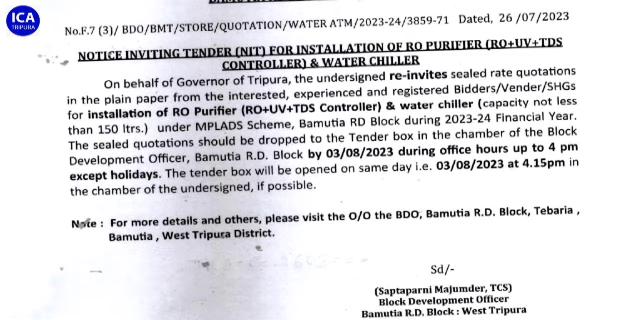 ICA
TRIPURA
No.F.7 (3)/ BDO/BMT/STORE/QUOTATION/WATER ATM/2023-24/3859-71 Dated, 26 /07/2023
NOTICE INVITING TENDER (NIT) FOR INSTALLATION OF RO PURIFIER (RO+UV+TDS
CONTROLLER) & WATER CHILLER
On behalf of Governor of Tripura, the undersigned re-invites sealed rate quotations
in the plain paper from the interested, experienced and registered Bidders/Vender/SHGs
for installation of RO Purifier (RO+UV+TDS Controller) & water chiller (capacity not less
than 150 ltrs.) under MPLADS Scheme, Bamutia RD Block during 2023-24 Financial Year.
The sealed quotations should be dropped to the Tender box in the chamber of the Block
Development Officer, Bamutia R.D. Block by 03/08/2023 during office hours up to 4 pm
except holidays. The tender box will be opened on same day i.e. 03/08/2023 at 4.15pm in
the chamber of the undersigned, if possible.
Note : For more details and others, please visit the O/O the BDO, Bamutia R.D. Block, Tebaria ,
Bamutia , West Tripura District.
Sd/-
(Saptaparni Majumder, TCS)
Block Development Officer
Bamutia R.D. Block : West Tripura